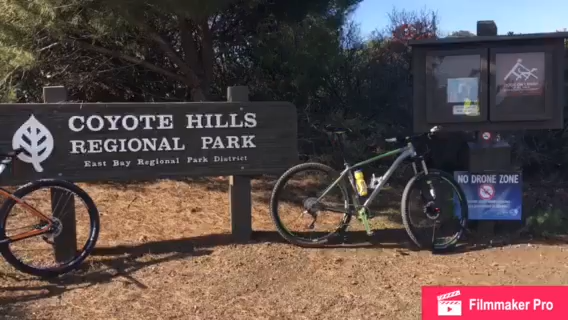 COYOTE HILLS
REGIONAL PARK
East Bay Regional Park District
NO DRONE ZONE
Filmmaker Pro